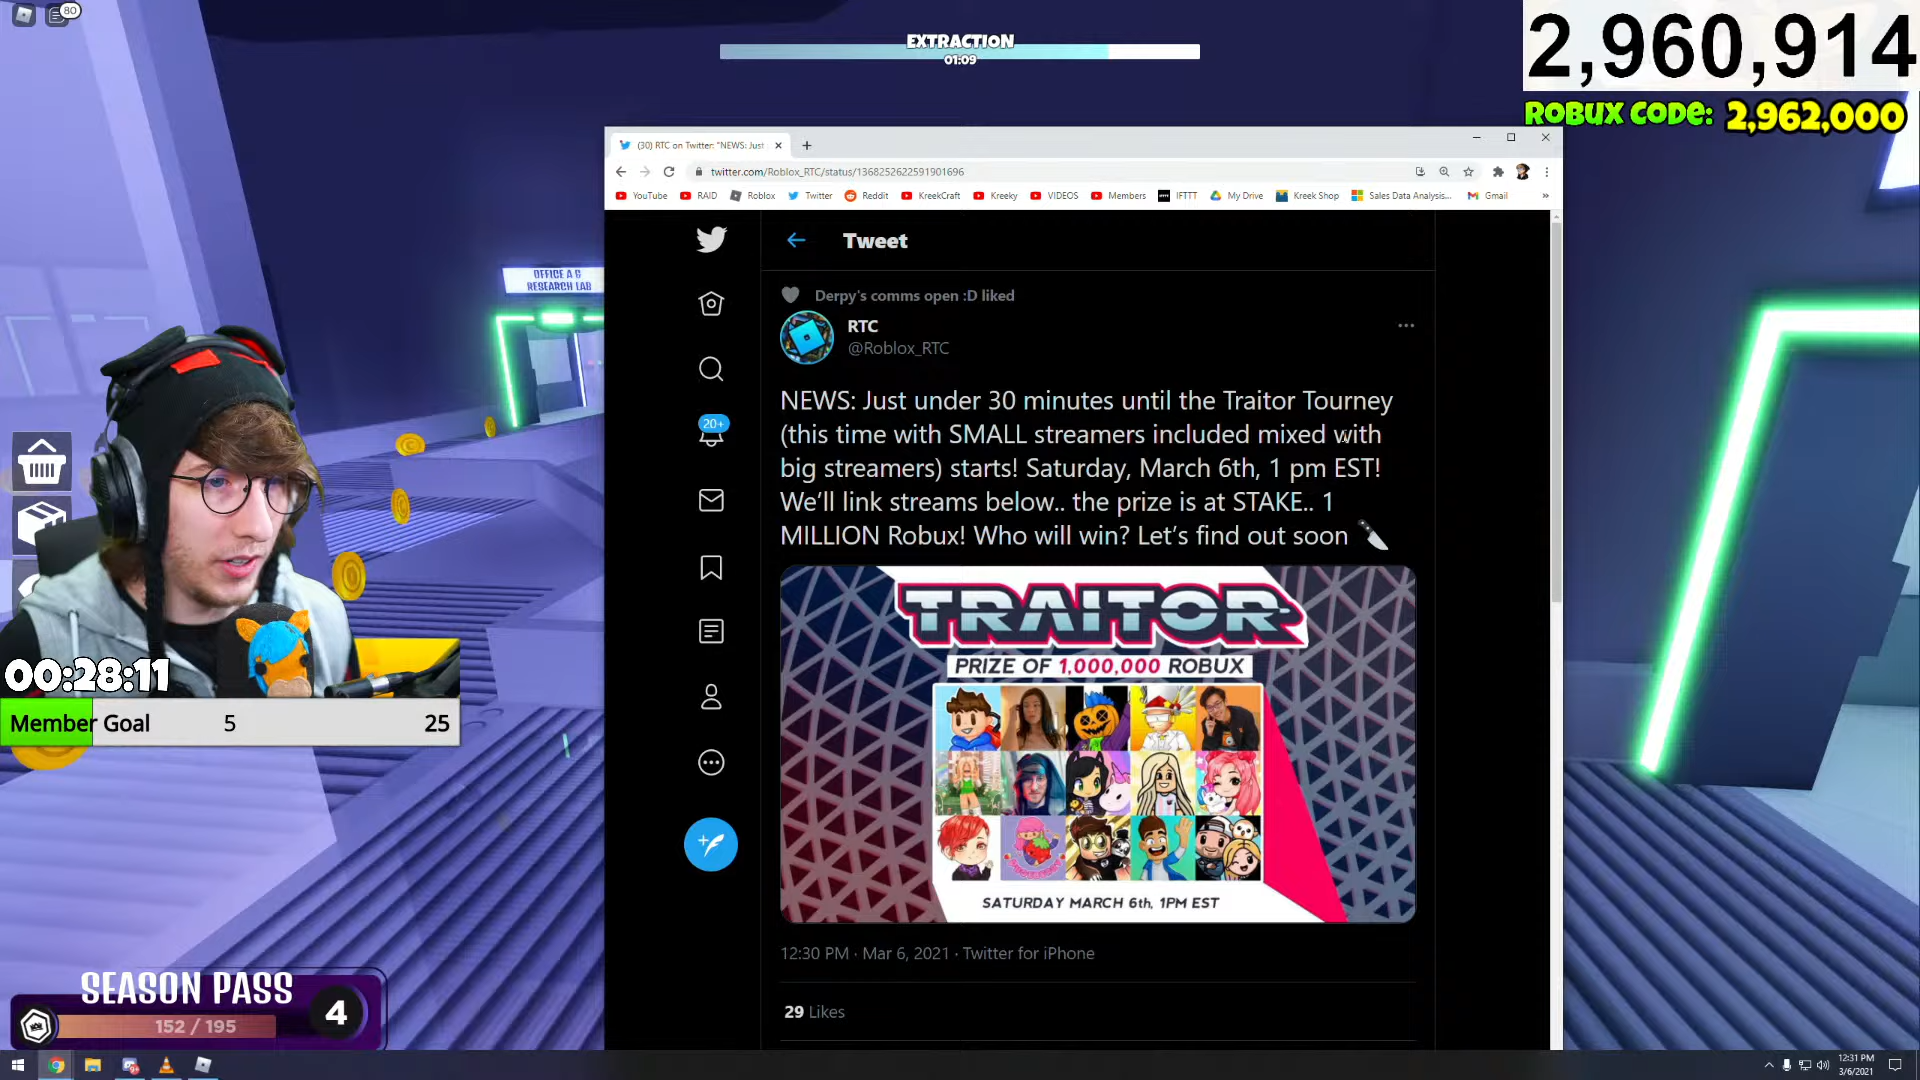 80
EXTRACTION
01:09
2,960,914
ROBUX CODE: 2,962,000
(30) RTC on Twitter: "NEWS: Just
twitter.com/Roblox_RTC/status/1368252622591901696
YouTube RAID Roblox Twitter Reddit KreekCraft Kreeky VIDEOS Members IFTTT My Drive Kreek Shop Sales Data Analysis... Gmail »
OFFICE A &
RESEARCH LAB
Tweet
Derpy's comms open :D liked
RTC
@Roblox_RTC
NEWS: Just under 30 minutes until the Traitor Tourney
(this time with SMALL streamers included mixed with
big streamers) starts! Saturday, March 6th, 1 pm EST!
We'll link streams below.. the prize is at STAKE.. 1
MILLION Robux! Who will win? Let's find out soon
20+
TRAITOR
PRIZE OF 1,000,000 ROBUX
SATURDAY MARCH 6th, 1PM EST
12:30 PM · Mar 6, 2021 · Twitter for iPhone
29 Likes
00:28:11
Member Goal 5 25
SEASON PASS
152 / 195
4
12:31 PM
3/6/2021